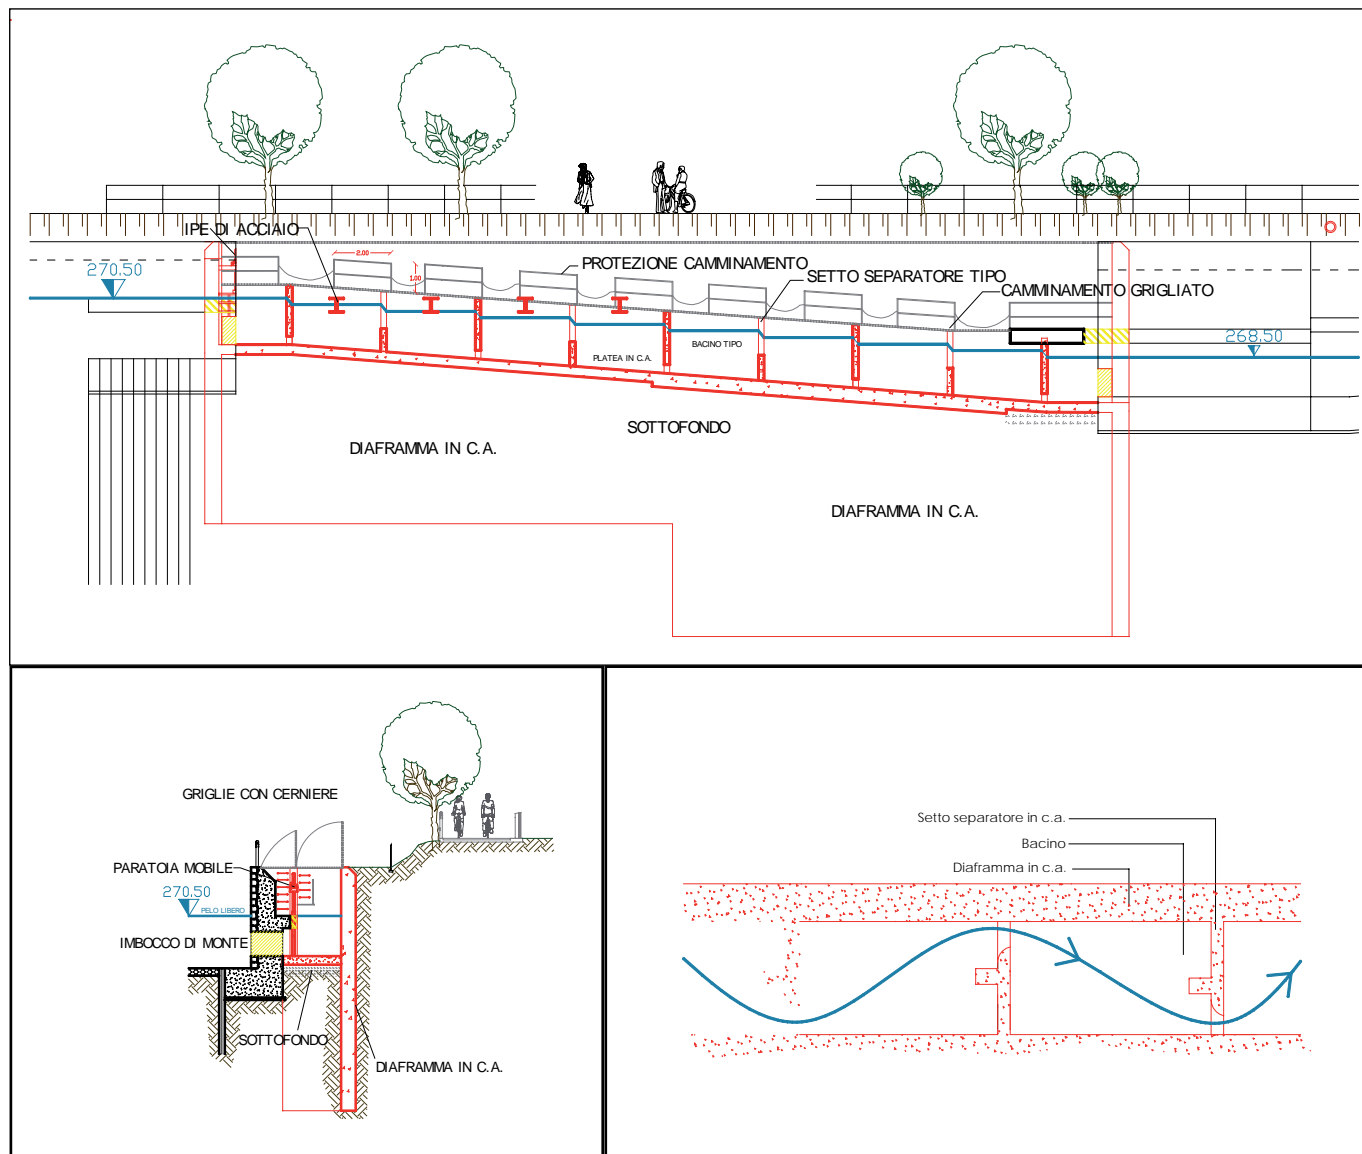 IPE DI ACCIAIO
270.50
2.00
1.00
PROTEZIONE CAMMINAMENTO
SETTO SEPARATORE TIPO
CAMMINAMENTO GRIGLIATO
268.50
BACINO TIPO
PLATEA IN C.A.
SOTTOFONDO
DIAFRAMMA IN C.A.
DIAFRAMMA IN C.A.
GRIGLIE CON CERNIERE
PARATOIA MOBILE
270.50
PELO LIBERO
IMBOCCO DI MONTE
SOTTOFONDO
DIAFRAMMA IN C.A.
Setto separatore in c.a.
Bacino
Diaframma in c.a.